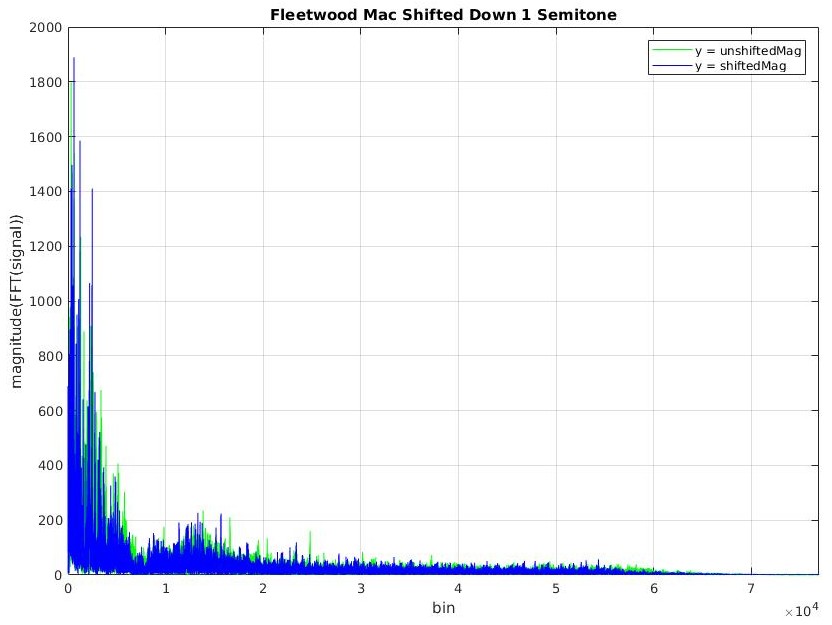 Fleetwood Mac Shifted Down 1 Semitone
y = unshiftedMag
y = shiftedMag
magnitude(FFT(signal))
2000
1800
1600
1400
1200
1000
800
600
400
200
0
0 1 2 3 4 5 6 7
×10^4
bin